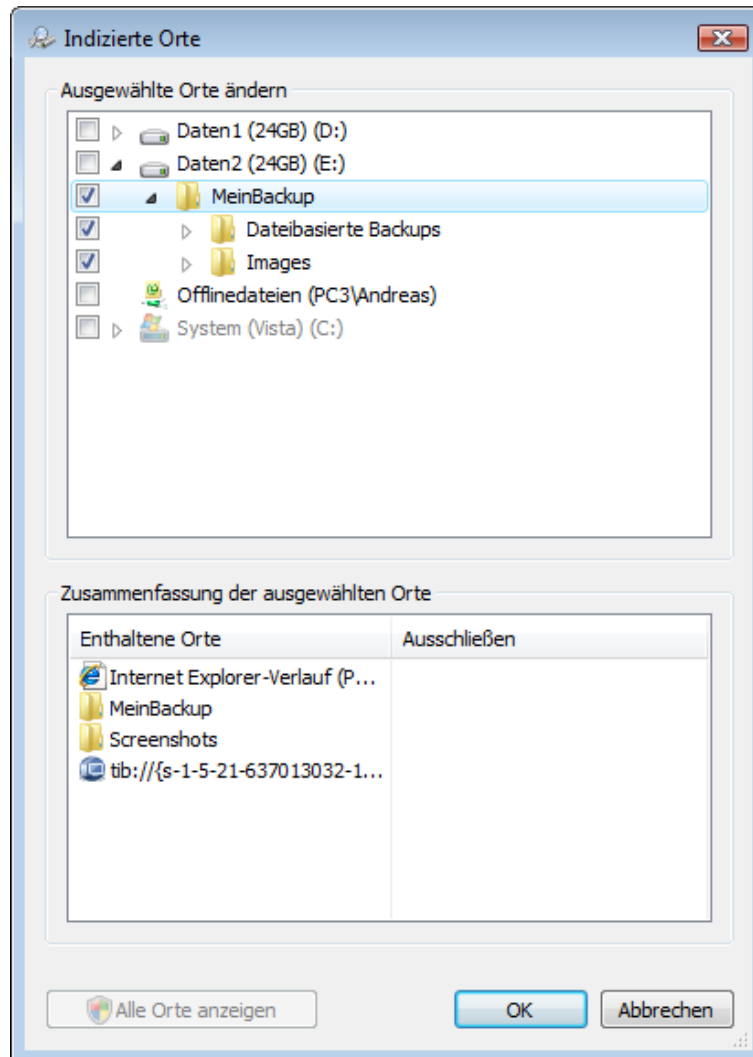 Indizierte Orte
Ausgewählte Orte ändern
Daten1 (24GB) (D:)
Daten2 (24GB) (E:)
MeinBackup
Dateibasierte Backups
Images
Offlinedateien (PC3\Andreas)
System (Vista) (C:)
Zusammenfassung der ausgewählten Orte
Enthaltene Orte Ausschließen
Internet Explorer-Verlauf (P...
MeinBackup
Screenshots
tib://{s-1-5-21-637013032-1...
Alle Orte anzeigen OK Abbrechen